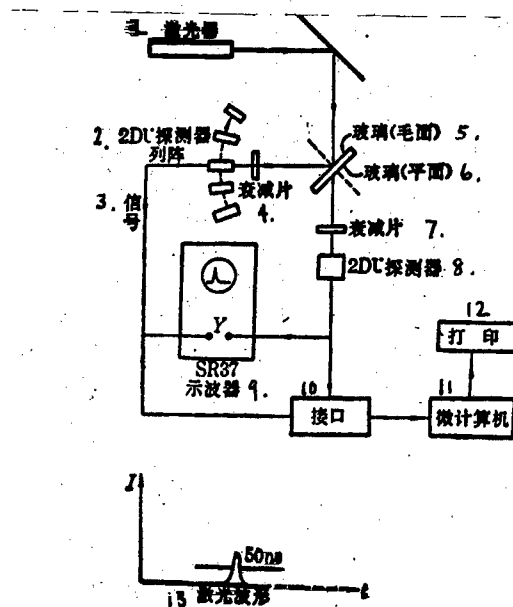 激光器
玻璃(毛面) 5.
2. 2DU探测器
列阵
玻璃(平面) 6.
3. 信
号
衰减片
4.
衰减片 7.
2DU探测器 8.
12
打印
Y
SR37
示波器 9.
10
接口
11
微计算机
I
50ns
13 激光波形
t